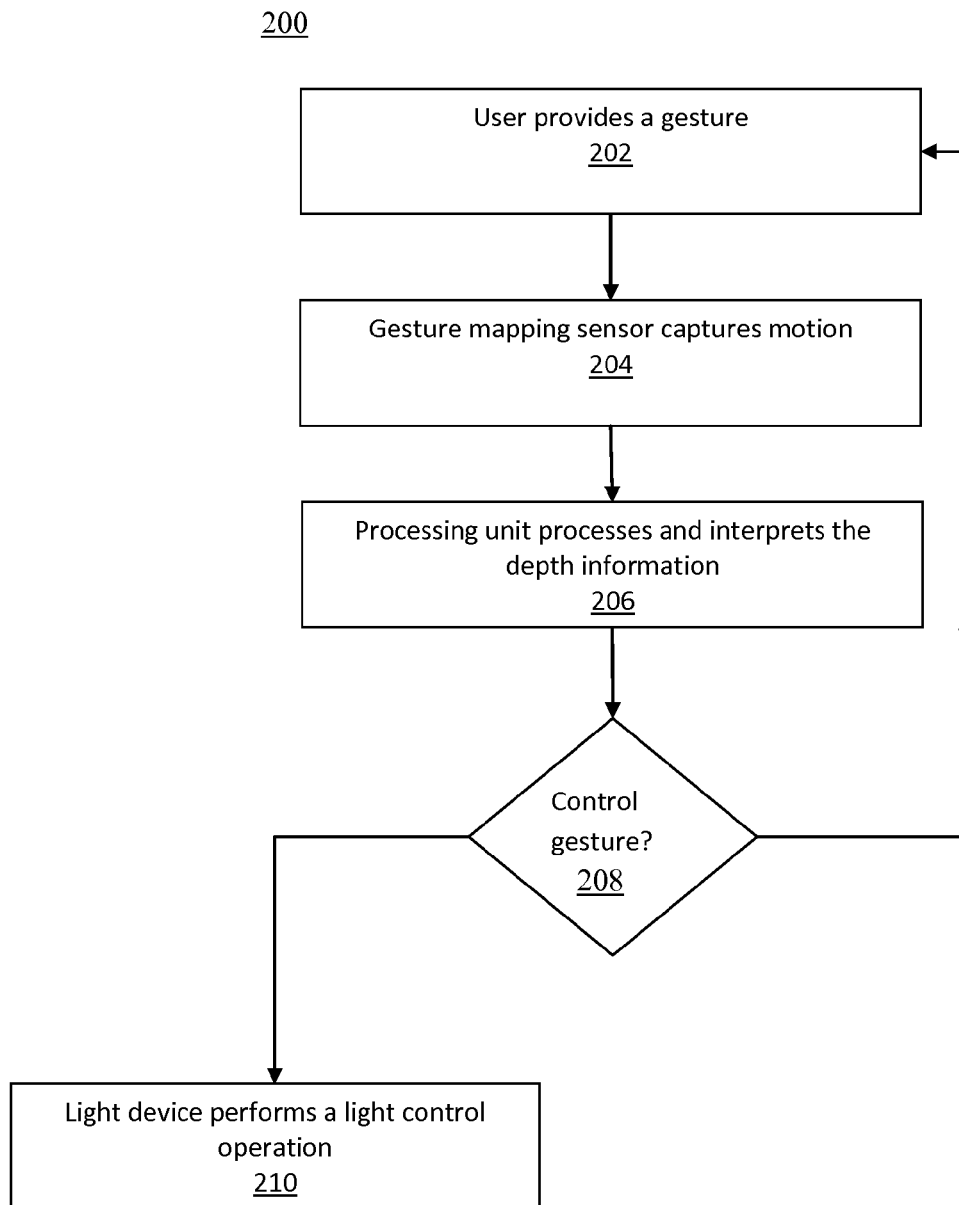 200
User provides a gesture
202
Gesture mapping sensor captures motion
204
Processing unit processes and interprets the
depth information
206
Control
gesture?
208
Light device performs a light control
operation
210